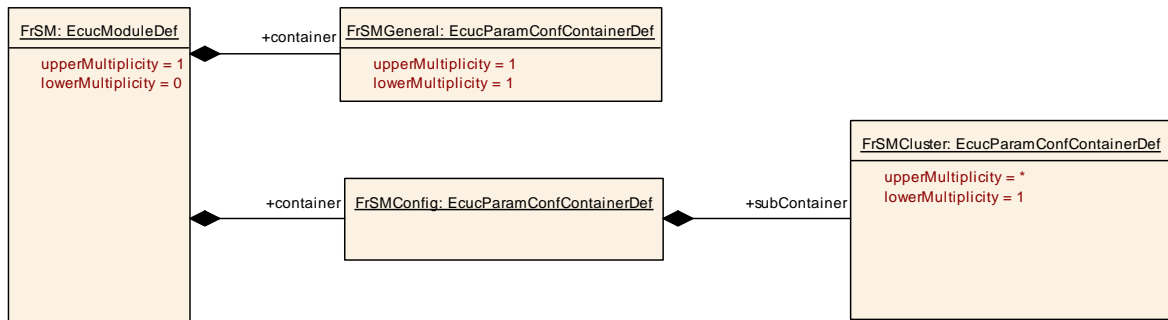 FrSM: EcucModuleDef
upperMultiplicity = 1
lowerMultiplicity = 0
+container
FrSMGeneral: EcucParamConfContainerDef
upperMultiplicity = 1
lowerMultiplicity = 1
+container
FrSMConfig: EcucParamConfContainerDef
+subContainer
FrSMCluster: EcucParamConfContainerDef
upperMultiplicity = *
lowerMultiplicity = 1